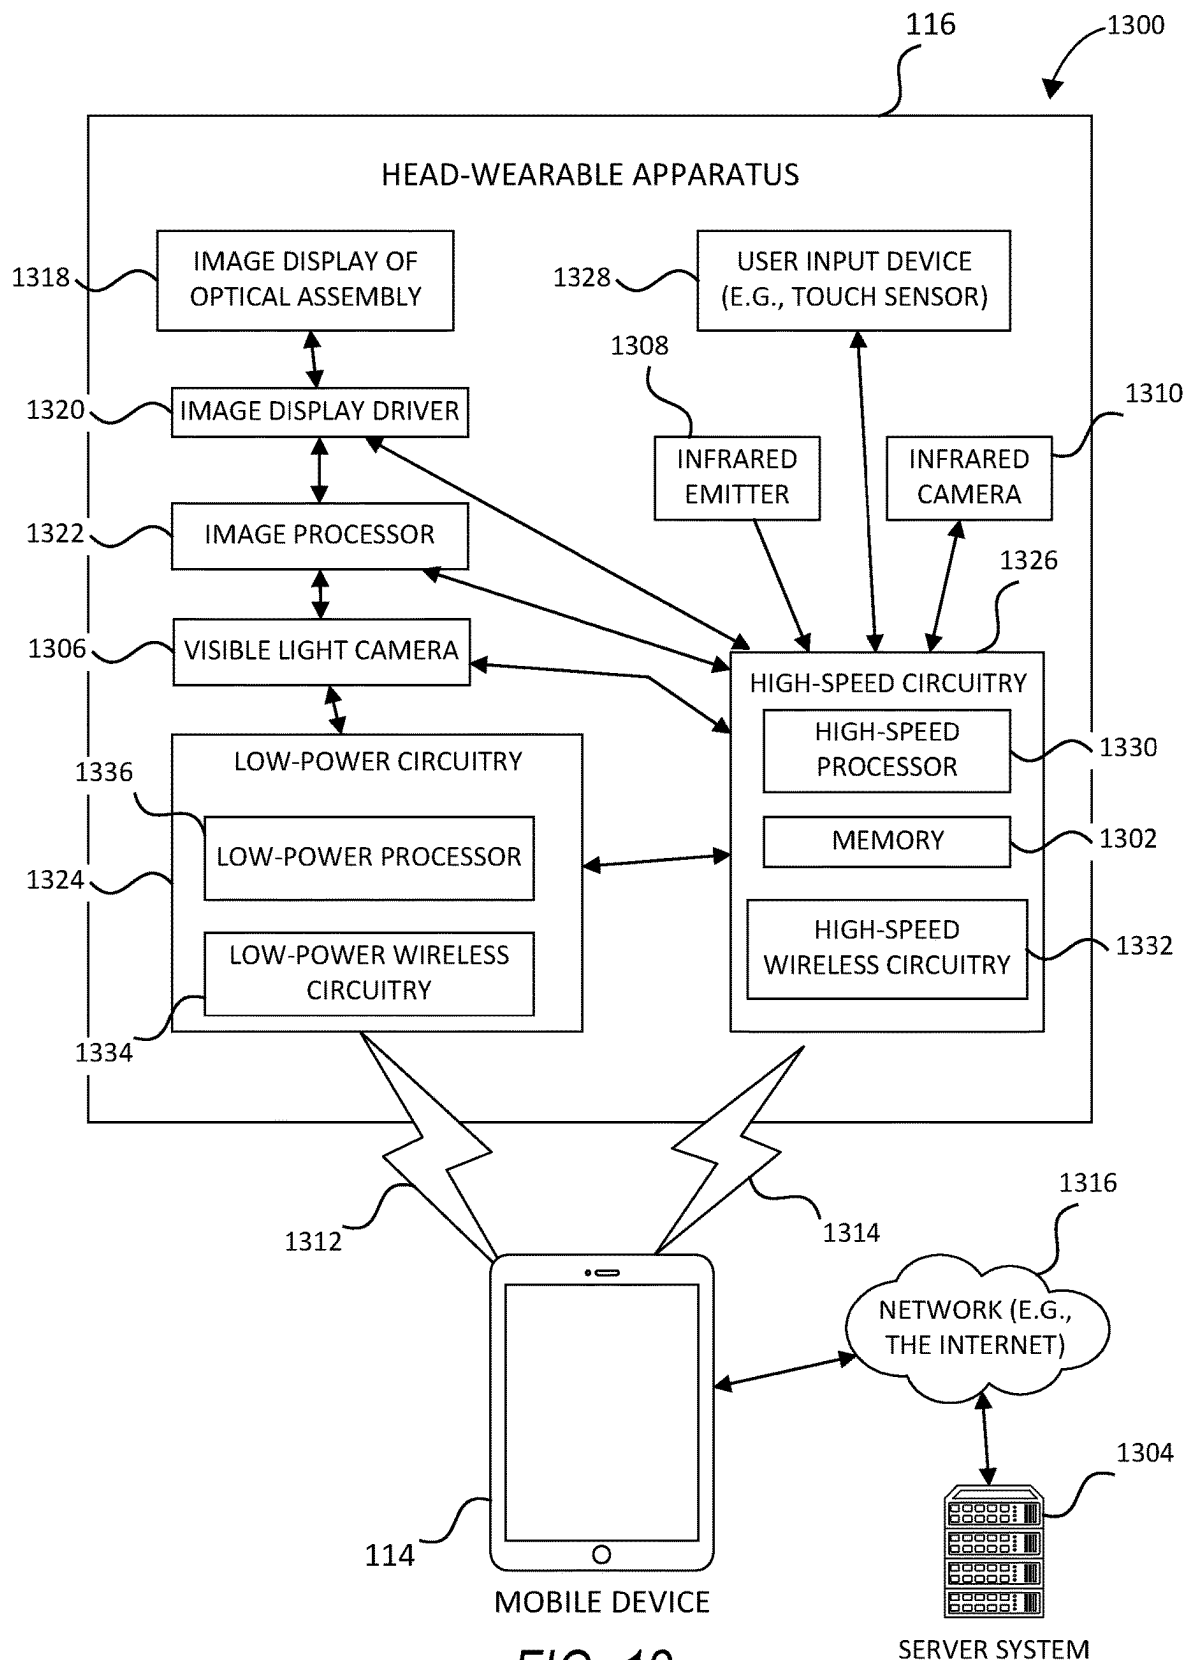 116
1300
HEAD-WEARABLE APPARATUS
1318
IMAGE DISPLAY OF
OPTICAL ASSEMBLY
1328
USER INPUT DEVICE
(E.G., TOUCH SENSOR)
1308
1320
IMAGE DISPLAY DRIVER
1310
INFRARED
EMITTER
INFRARED
CAMERA
1322
IMAGE PROCESSOR
1326
1306
VISIBLE LIGHT CAMERA
HIGH-SPEED CIRCUITRY
HIGH-SPEED
PROCESSOR
1330
LOW-POWER CIRCUITRY
1336
LOW-POWER PROCESSOR
MEMORY
1302
1324
HIGH-SPEED
WIRELESS CIRCUITRY
1332
LOW-POWER WIRELESS
CIRCUITRY
1334
1312
1314
1316
NETWORK (E.G.,
THE INTERNET)
1304
114
MOBILE DEVICE
SERVER SYSTEM
FIG.